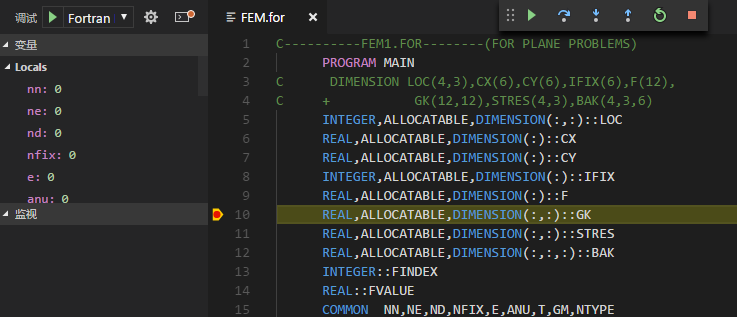 调试 Fortran
变量
Locals
nn: 0
ne: 0
nd: 0
nfix: 0
e: 0
anu: 0
监视
FEM.for
1 C----------FEM1.FOR--------(FOR PLANE PROBLEMS)
2 PROGRAM MAIN
3 C DIMENSION LOC(4,3),CX(6),CY(6),IFIX(6),F(12),
4 C + GK(12,12),STRES(4,3),BAK(4,3,6)
5 INTEGER,ALLOCATABLE,DIMENSION(:,:)::LOC
6 REAL,ALLOCATABLE,DIMENSION(:)::CX
7 REAL,ALLOCATABLE,DIMENSION(:)::CY
8 INTEGER,ALLOCATABLE,DIMENSION(:)::IFIX
9 REAL,ALLOCATABLE,DIMENSION(:)::F
10 REAL,ALLOCATABLE,DIMENSION(:,:)::GK
11 REAL,ALLOCATABLE,DIMENSION(:,:)::STRES
12 REAL,ALLOCATABLE,DIMENSION(:,:,:)::BAK
13 INTEGER::FINDEX
14 REAL::FVALUE
15 COMMON NN,NE,ND,NFIX,E,ANU,T,GM,NTYPE